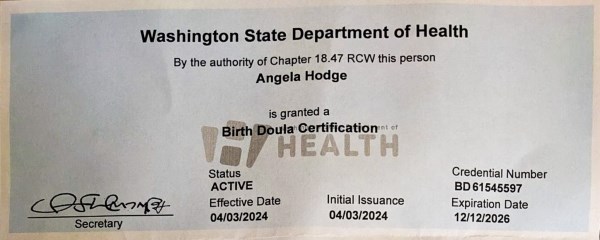 Washington State Department of Health
By the authority of Chapter 18.47 RCW this person
Angela Hodge
is granted a
Birth Doula Certification
HEALTH
Status
ACTIVE
Credential Number
BD 61545597
Effective Date
04/03/2024
Initial Issuance
04/03/2024
Expiration Date
12/12/2026
Secretary